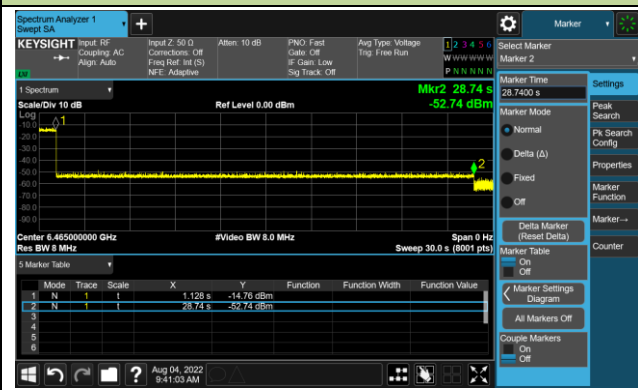 Spectrum Analyzer 1
Swept SA
+
Marker
KEYSIGHT Input: RF Input Z: 50 Ω Atten: 10 dB PNO: Fast Avg Type: Voltage 1 2 3 4 5 6
Coupling: AC Corrections: Off Gate: Off Trig: Free Run W W W W W W
Align: Auto Freq Ref: Int (S) IF Gain: Low P N N N N N
NFE: Adaptive Sig Track: Off
Select Marker
Marker 2
1 Spectrum
Mkr2 28.74 s
Scale/Div 10 dB Ref Level 0.00 dBm -52.74 dBm
Log
-10.0
-20.0
-30.0
-40.0
-50.0
-60.0
-70.0
-80.0
-90.0
1
2
Center 6.465000000 GHz #Video BW 8.0 MHz Span 0 Hz
Res BW 8 MHz Sweep 30.0 s (8001 pts)
5 Marker Table
Mode Trace Scale X Y Function Function Width Function Value
1 N 1 t 1.128 s -14.76 dBm
2 N 1 t 28.74 s -52.74 dBm
3
4
5
6
Marker Time
28.7400 s
Marker Mode
Normal
Delta (Δ)
Fixed
Off
Delta Marker
(Reset Delta)
Marker Table
On
Off
Marker Settings
Diagram
All Markers Off
Couple Markers
On
Off
Settings
Peak
Search
Pk Search
Config
Properties
Marker
Function
Marker→
Counter
? Aug 04, 2022
9:41:03 AM